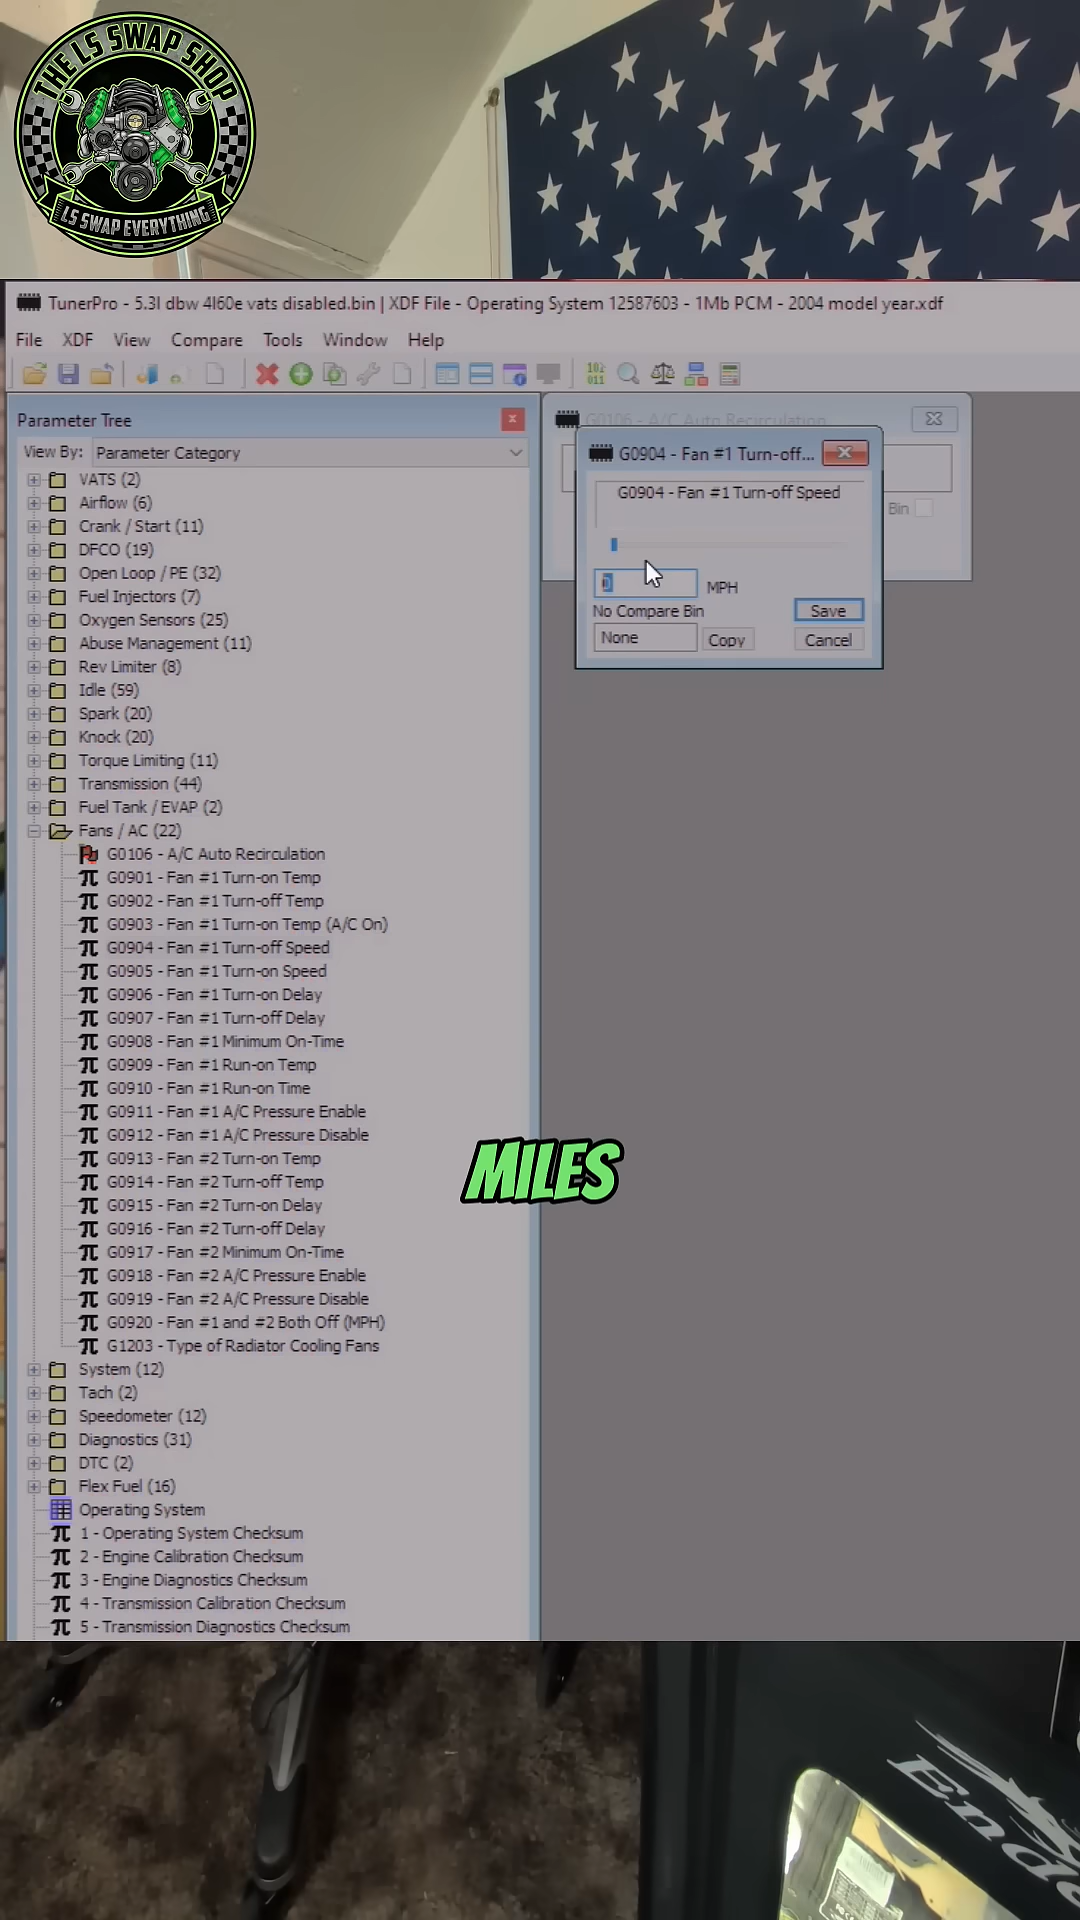 THE LS SWAP SHOP
LS SWAP EVERYTHING
TunerPro - 5.3l dbw 4l60e vats disabled.bin | XDF File - Operating System 12587603 - 1Mb PCM - 2004 model year.xdf
File XDF View Compare Tools Window Help
Parameter Tree
View By: Parameter Category
VATS (2)
Airflow (6)
Crank / Start (11)
DFCO (19)
Open Loop / PE (32)
Fuel Injectors (7)
Oxygen Sensors (25)
Abuse Management (11)
Rev Limiter (8)
Idle (59)
Spark (20)
Knock (20)
Torque Limiting (11)
Transmission (44)
Fuel Tank / EVAP (2)
Fans / AC (22)
G0106 - A/C Auto Recirculation
G0901 - Fan #1 Turn-on Temp
G0902 - Fan #1 Turn-off Temp
G0903 - Fan #1 Turn-on Temp (A/C On)
G0904 - Fan #1 Turn-off Speed
G0905 - Fan #1 Turn-on Speed
G0906 - Fan #1 Turn-on Delay
G0907 - Fan #1 Turn-off Delay
G0908 - Fan #1 Minimum On-Time
G0909 - Fan #1 Run-on Temp
G0910 - Fan #1 Run-on Time
G0911 - Fan #1 A/C Pressure Enable
G0912 - Fan #1 A/C Pressure Disable
G0913 - Fan #2 Turn-on Temp
G0914 - Fan #2 Turn-off Temp
G0915 - Fan #2 Turn-on Delay
G0916 - Fan #2 Turn-off Delay
G0917 - Fan #2 Minimum On-Time
G0918 - Fan #2 A/C Pressure Enable
G0919 - Fan #2 A/C Pressure Disable
G0920 - Fan #1 and #2 Both Off (MPH)
G1203 - Type of Radiator Cooling Fans
System (12)
Tach (2)
Speedometer (12)
Diagnostics (31)
DTC (2)
Flex Fuel (16)
Operating System
1 - Operating System Checksum
2 - Engine Calibration Checksum
3 - Engine Diagnostics Checksum
4 - Transmission Calibration Checksum
5 - Transmission Diagnostics Checksum
G0106 - A/C Auto Recirculation
Bin
G0904 - Fan #1 Turn-off...
G0904 - Fan #1 Turn-off Speed
0 MPH
No Compare Bin Save
None Copy Cancel
MILES